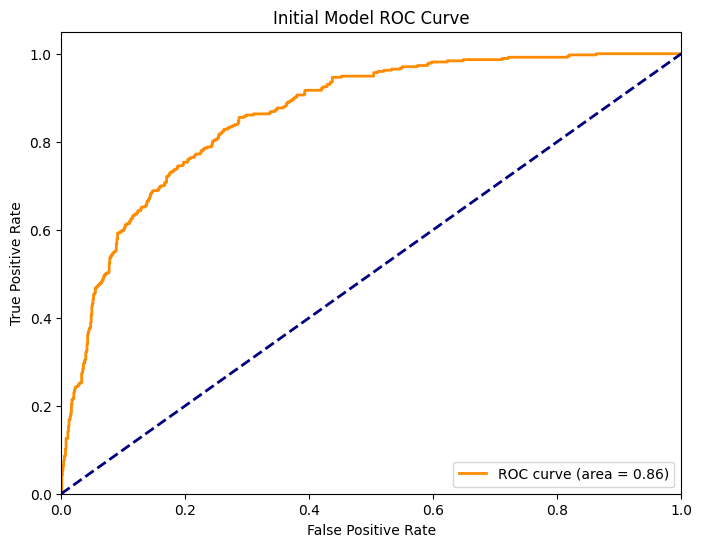 Initial Model ROC Curve
True Positive Rate
1.0
0.8
0.6
0.4
0.2
0.0
ROC curve (area = 0.86)
0.0 0.2 0.4 0.6 0.8 1.0
False Positive Rate